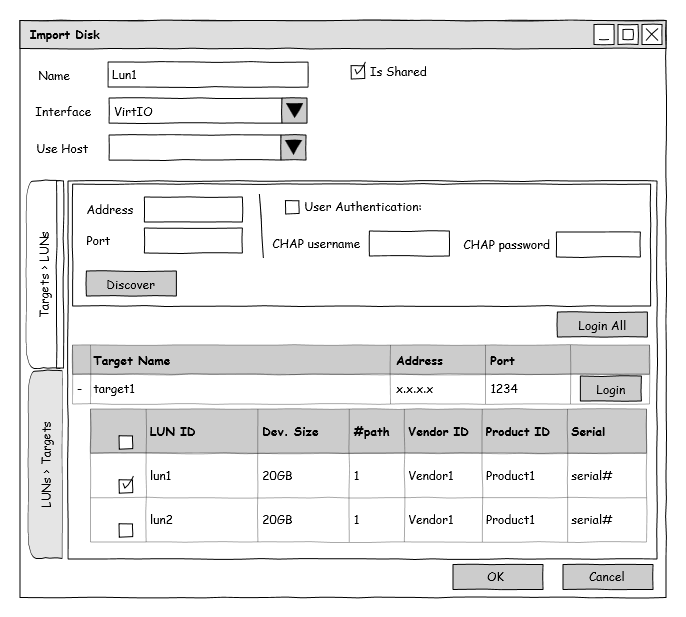 Import Disk
Name Lun1 Is Shared
Interface VirtIO
Use Host
Targets > LUNs
LUNs > Targets
Address User Authentication:
Port CHAP username CHAP password
Discover
Login All
Target Name Address Port
- target1 x.x.x.x 1234 Login
LUN ID Dev. Size #path Vendor ID Product ID Serial
lun1 20GB 1 Vendor1 Product1 serial#
lun2 20GB 1 Vendor1 Product1 serial#
OK Cancel